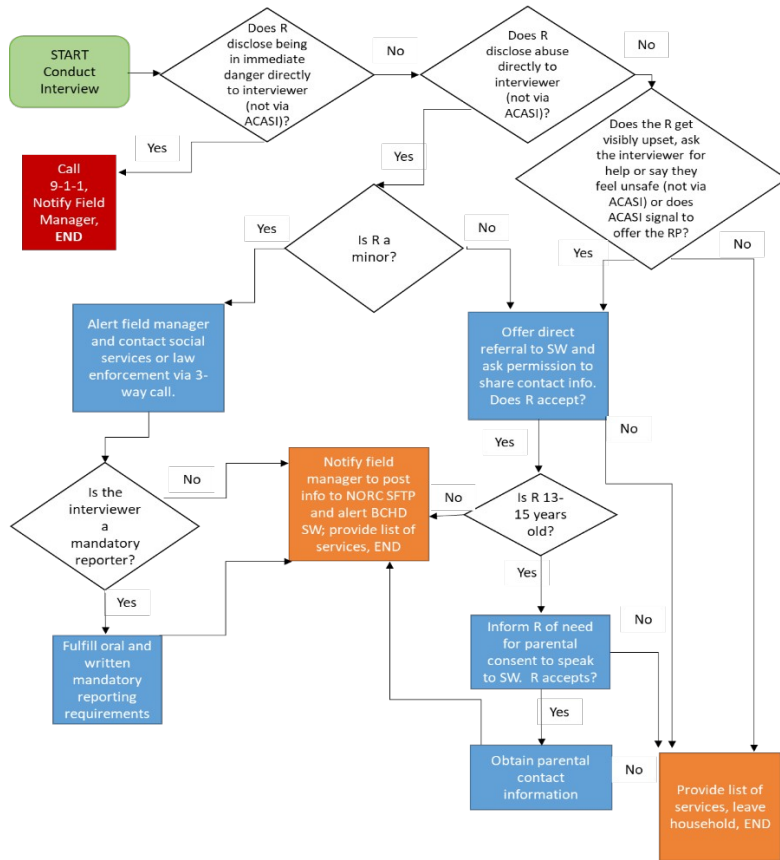 START
Conduct
Interview
Does R
disclose being
in immediate
danger directly
to interviewer
(not via
ACASI)?
No
Does R
disclose abuse
directly to
interviewer
(not via
ACASI)?
No
Yes
Call
9-1-1,
Notify Field
Manager,
END
Yes
Does the R get
visibly upset, ask
the interviewer for
help or say they
feel unsafe (not via
ACASI) or does
ACASI signal to
offer the RP?
Yes
Is R a
minor?
No
Yes
No
Alert field manager
and contact social
services or law
enforcement via 3-
way call.
Offer direct
referral to SW and
ask permission to
share contact info.
Does R accept?
Yes
No
Is the
interviewer
a
mandatory
reporter?
No
Notify field
manager to post
info to NORC SFTP
and alert BCHD
SW; provide list of
services, END
No
Is R 13-
15 years
old?
Yes
Yes
Fulfill oral and
written
mandatory
reporting
requirements
Inform R of need
for parental
consent to speak
to SW. R accepts?
No
Yes
Obtain parental
contact
information
No
Provide list of
services, leave
household, END